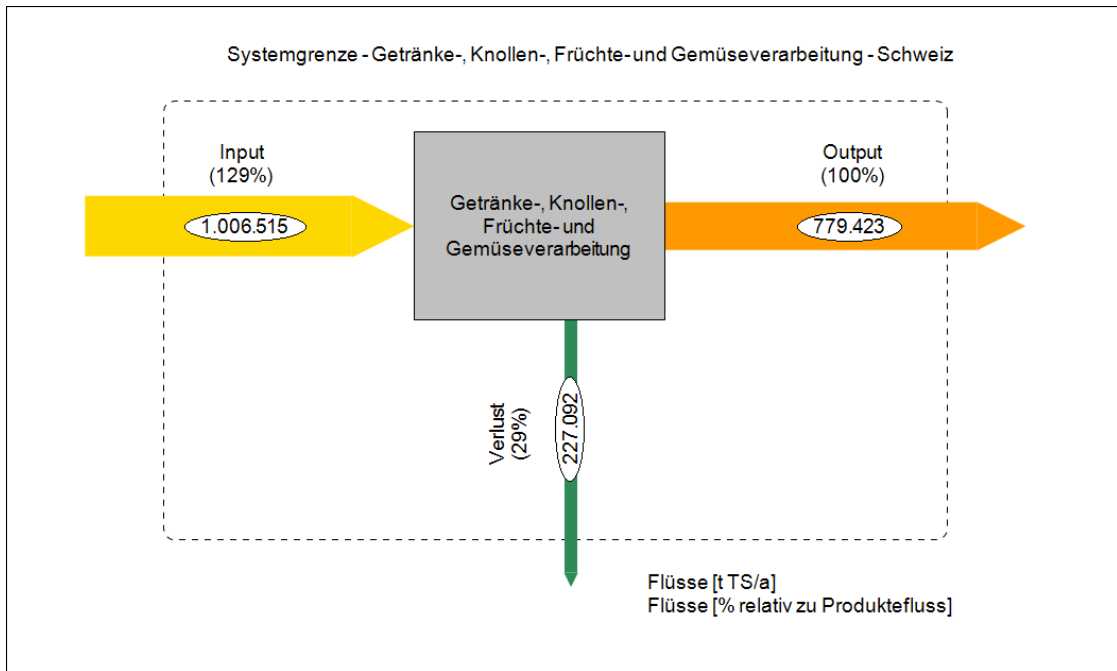 Systemgrenze - Getränke-, Knollen-, Früchte- und Gemüseverarbeitung - Schweiz
Input
(129%)
1.006.515
Getränke-, Knollen-,
Früchte- und
Gemüseverarbeitung
Output
(100%)
779.423
Verlust
(29%)
227.092
Flüsse [t TS/a]
Flüsse [% relativ zu Produktefluss]